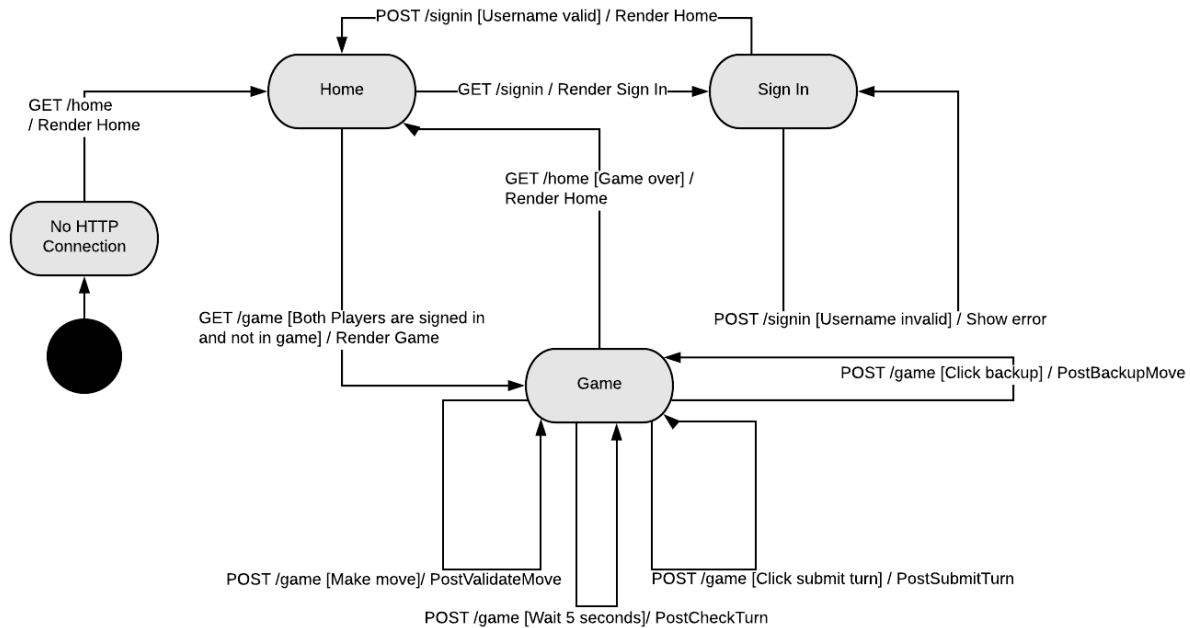 POST /signin [Username valid] / Render Home
Home
GET /signin / Render Sign In
Sign In
GET /home
/ Render Home
GET /home [Game over] /
Render Home
No HTTP
Connection
GET /game [Both Players are signed in
and not in game] / Render Game
POST /signin [Username invalid] / Show error
Game
POST /game [Click backup] / PostBackupMove
POST /game [Make move]/ PostValidateMove
POST /game [Click submit turn] / PostSubmitTurn
POST /game [Wait 5 seconds]/ PostCheckTurn